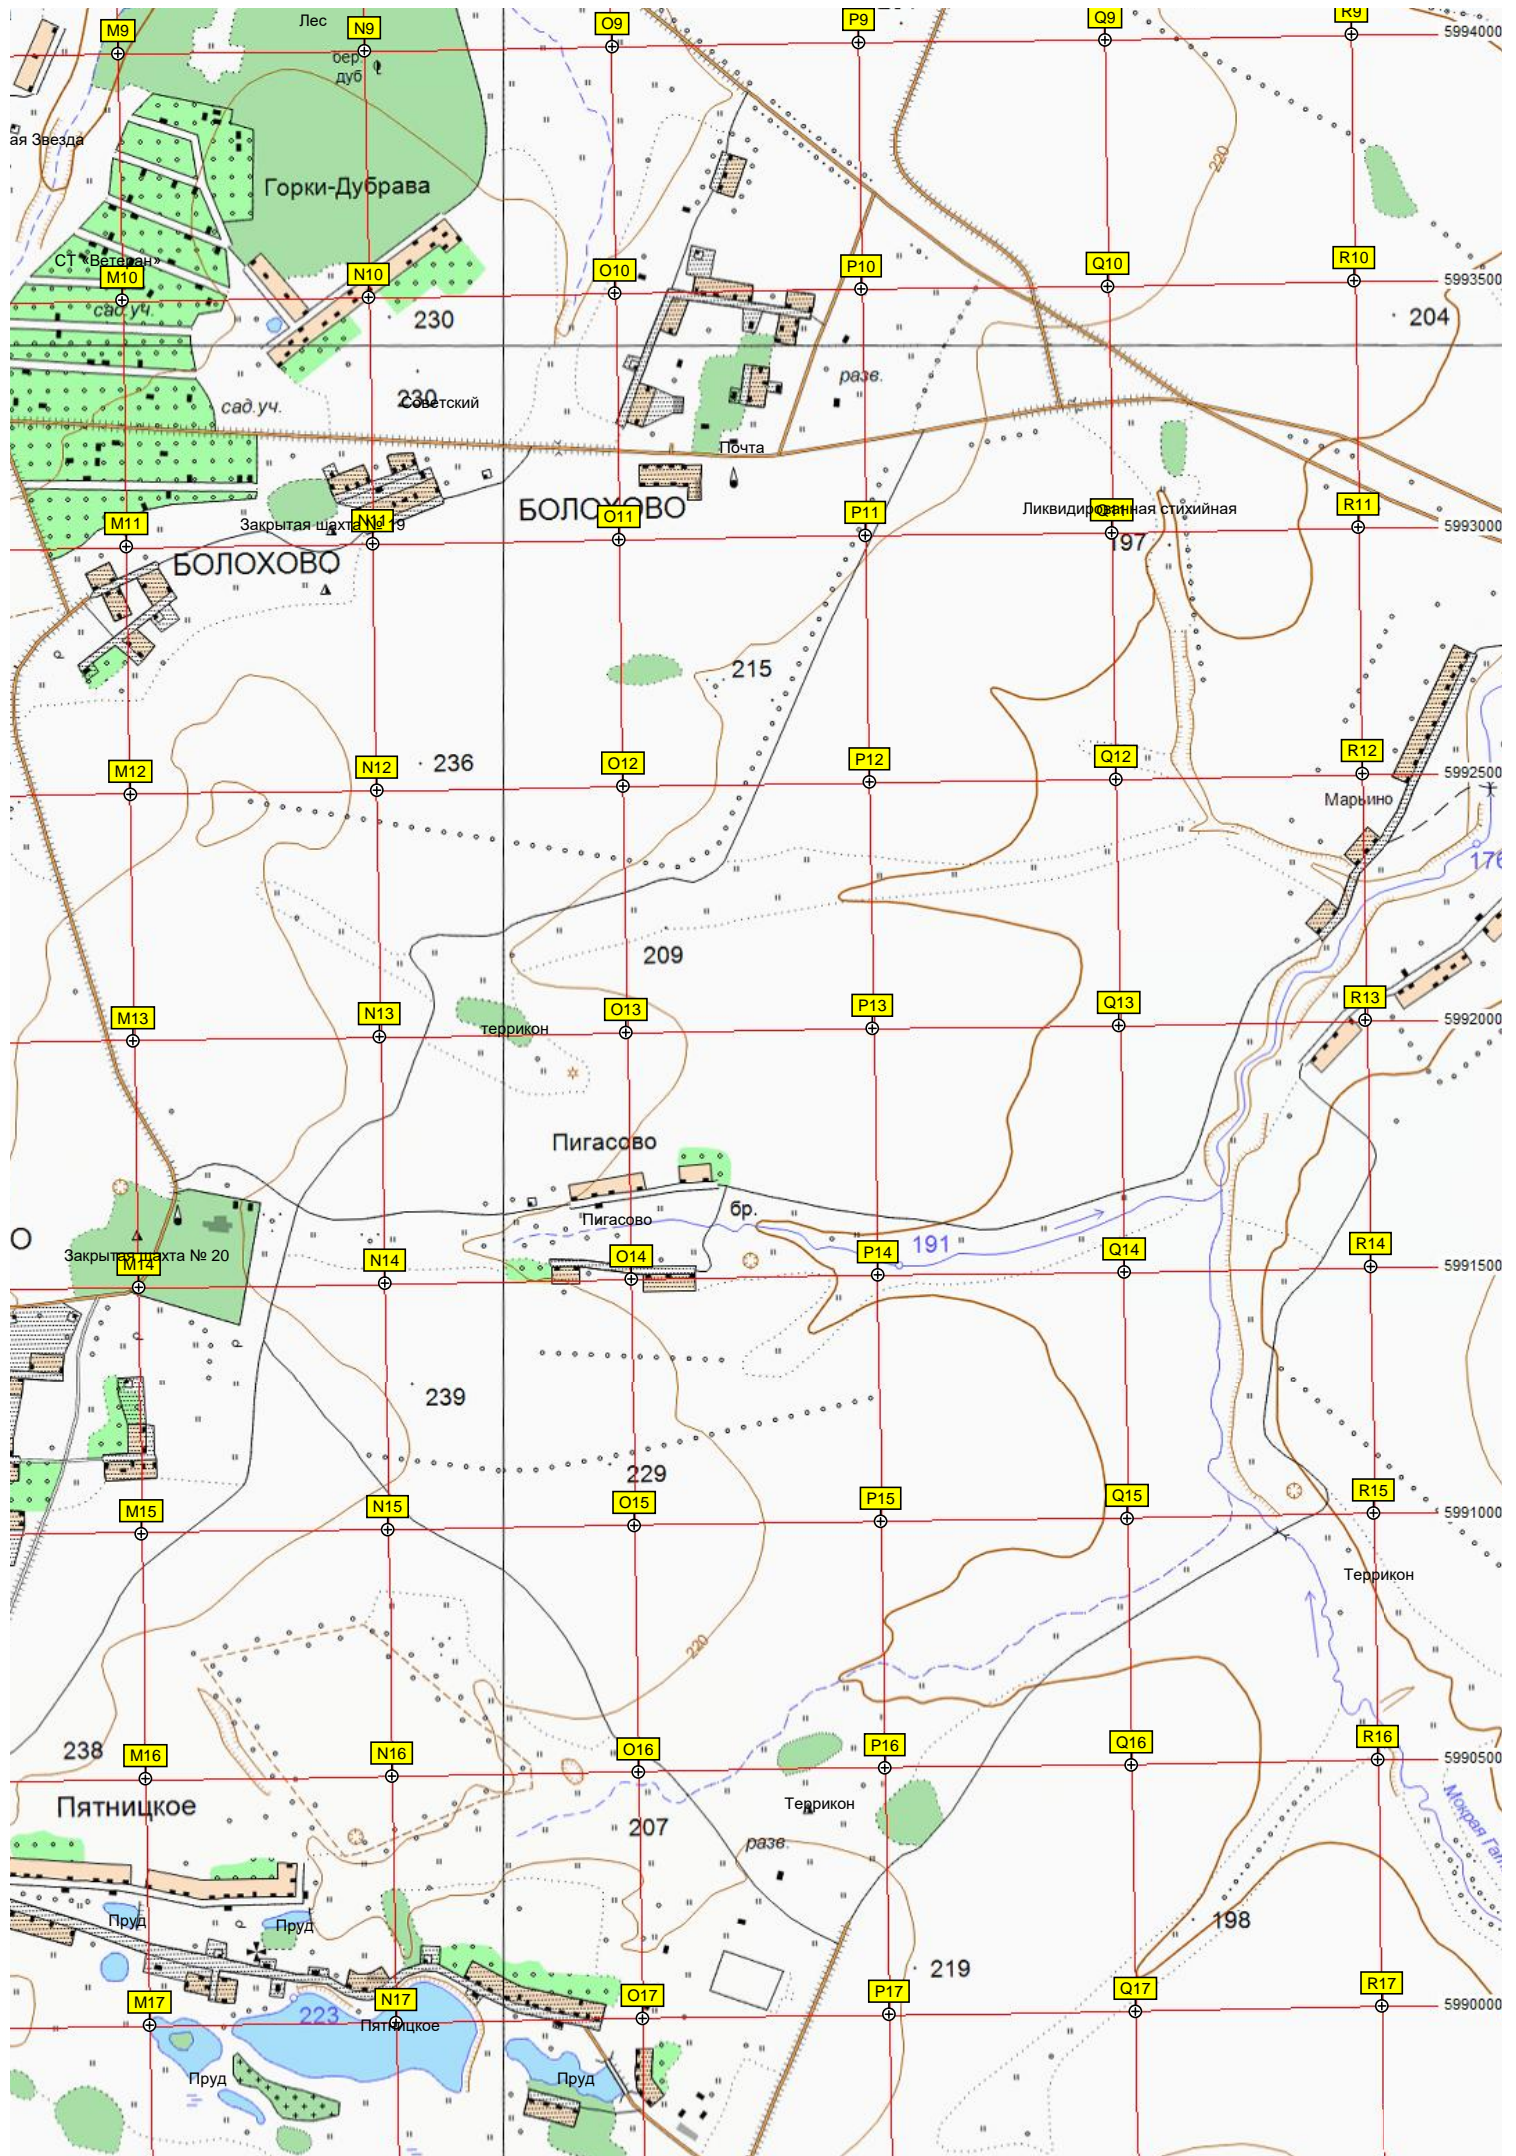 Лес
M9
N9
O9
P9
Q9
R9
5994000
бер.
дуб
ая Звезда
220
Горки-Дубрава
СТ «Ветеран»
M10
N10
O10
P10
Q10
R10
5993500
сад.уч.
230
204
разв.
230
Советский
сад.уч.
Почта
БОЛОХОВО
M11
Закрытая шахта № 19
N11
O11
P11
Q11
Ликвидированная стихийная
R11
5993000
197
БОЛОХОВО
215
M12
N12
236
O12
P12
Q12
R12
5992500
Марьино
176
209
M13
N13
O13
P13
Q13
R13
5992000
террикон
Пигасово
бр.
Пигасово
О
191
Закрытая шахта № 20
M14
N14
O14
P14
Q14
R14
5991500
239
229
M15
N15
O15
P15
Q15
R15
5991000
Террикон
220
238
M16
N16
O16
P16
Q16
R16
5990500
Пятницкое
Террикон
207
разв.
Мокрая
Пруд
Пруд
198
219
M17
N17
O17
P17
Q17
R17
5990000
223
Пятницкое
Пруд
Пруд